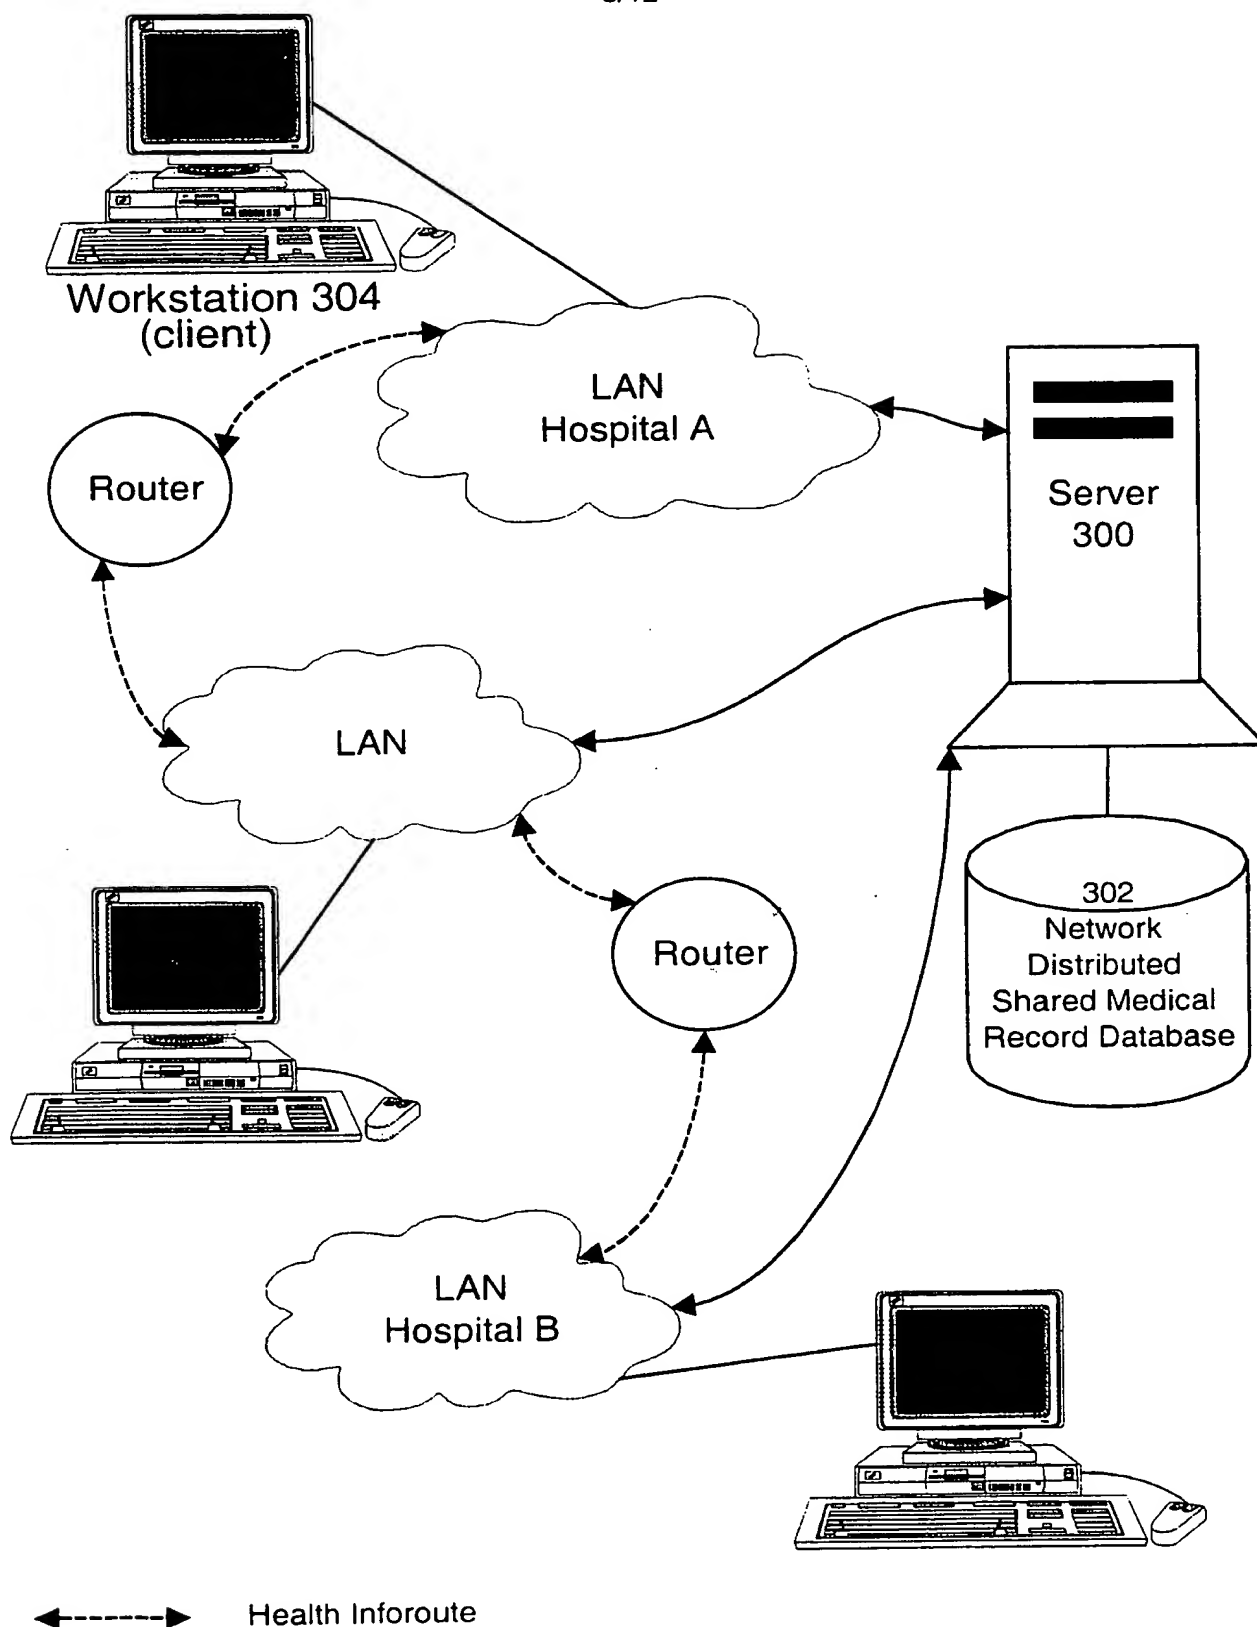 Workstation 304
(client)
LAN
Hospital A
Router
Server
300
LAN
302
Network
Distributed
Shared Medical
Record Database
Router
LAN
Hospital B
Health Inforoute